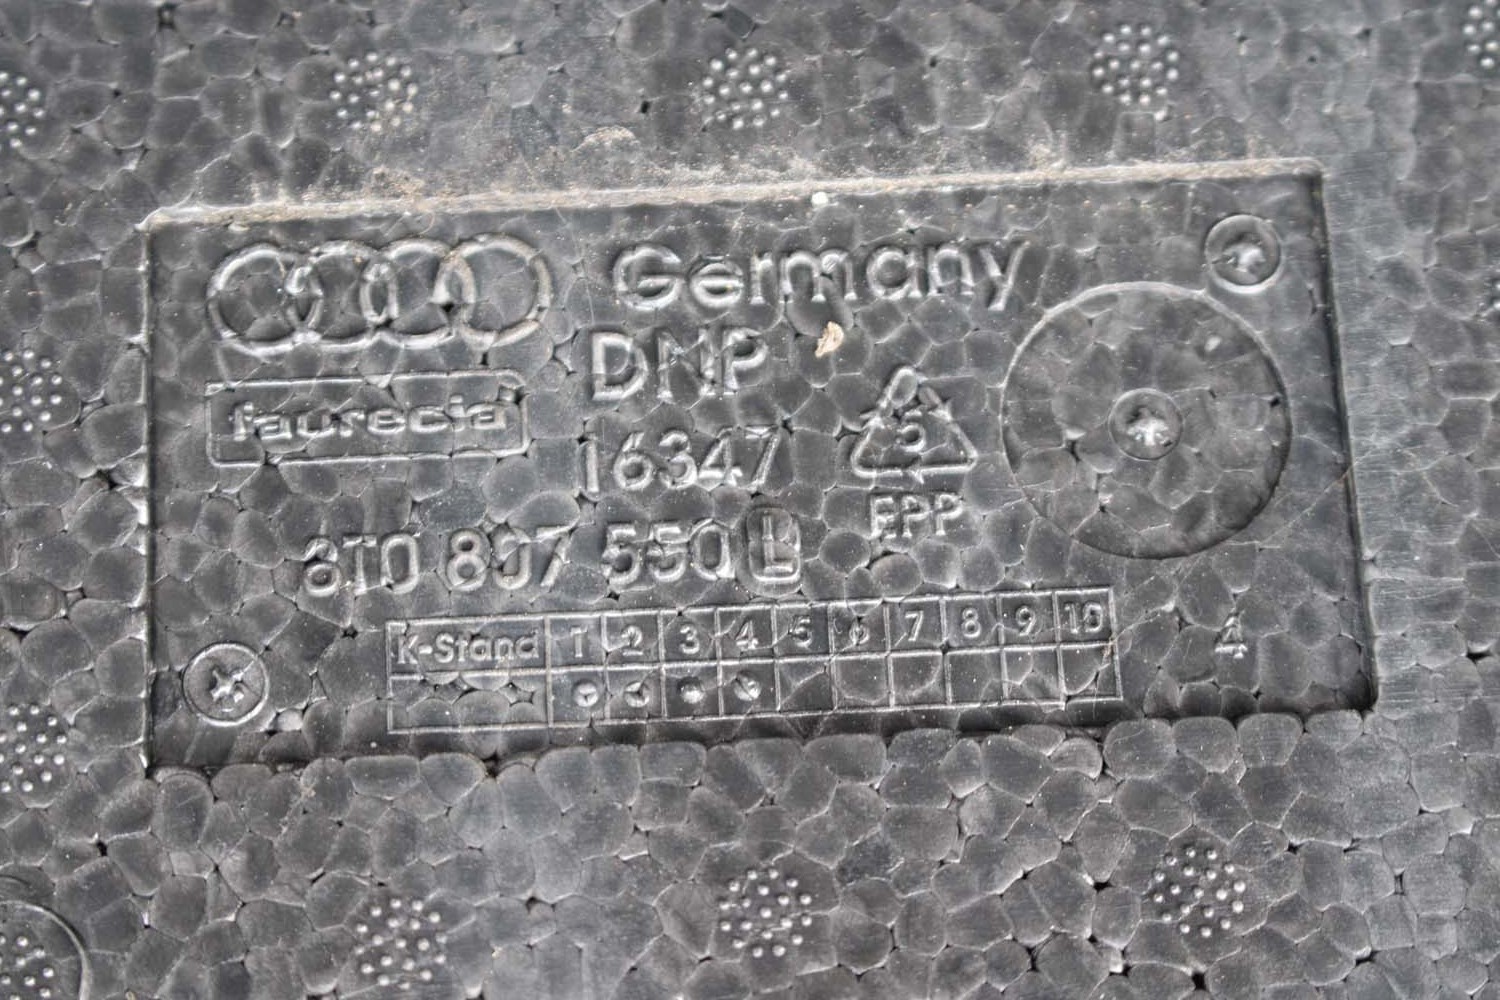 Germany
DNP
faurecia
16347
5
EPP
8T0 807 550 L
K-Stand 1 2 3 4 5 6 7 8 9 10
4